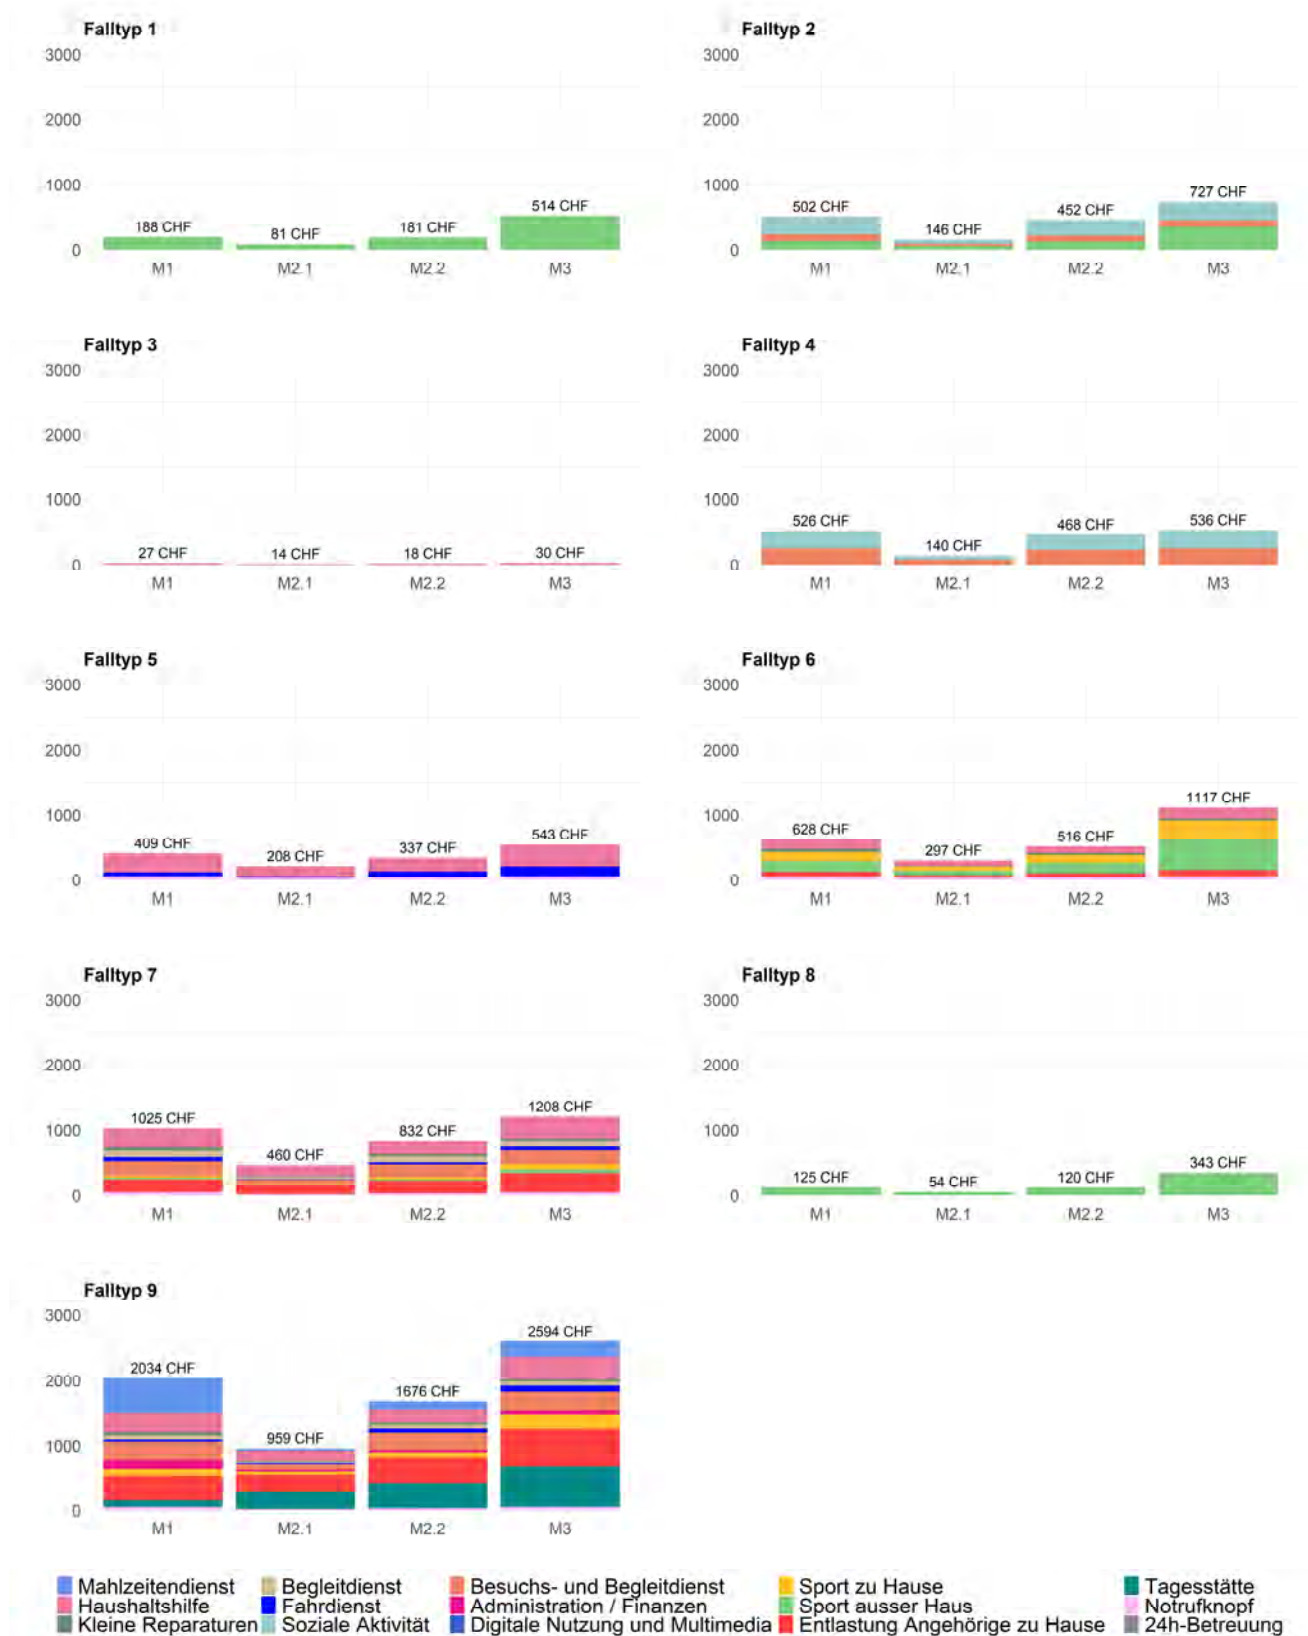 Falltyp 1
3000
2000
1000
0
188 CHF
81 CHF
181 CHF
514 CHF
M1
M2.1
M2.2
M3
Falltyp 2
3000
2000
1000
0
502 CHF
146 CHF
452 CHF
727 CHF
M1
M2.1
M2.2
M3
Falltyp 3
3000
2000
1000
0
27 CHF
14 CHF
18 CHF
30 CHF
M1
M2.1
M2.2
M3
Falltyp 4
3000
2000
1000
0
526 CHF
140 CHF
468 CHF
536 CHF
M1
M2.1
M2.2
M3
Falltyp 5
3000
2000
1000
0
409 CHF
208 CHF
337 CHF
543 CHF
M1
M2.1
M2.2
M3
Falltyp 6
3000
2000
1000
0
628 CHF
297 CHF
516 CHF
1117 CHF
M1
M2.1
M2.2
M3
Falltyp 7
3000
2000
1000
0
1025 CHF
460 CHF
832 CHF
1208 CHF
M1
M2.1
M2.2
M3
Falltyp 8
3000
2000
1000
0
125 CHF
54 CHF
120 CHF
343 CHF
M1
M2.1
M2.2
M3
Falltyp 9
3000
2000
1000
0
2034 CHF
959 CHF
1676 CHF
2594 CHF
M1
M2.1
M2.2
M3
Mahlzeitendienst
Haushaltshilfe
Kleine Reparaturen
Begleitdienst
Fahrdienst
Soziale Aktivität
Besuchs- und Begleitdienst
Administration / Finanzen
Digitale Nutzung und Multimedia
Sport zu Hause
Sport ausser Haus
Entlastung Angehörige zu Hause
Tagesstätte
Notrufknopf
24h-Betreuung